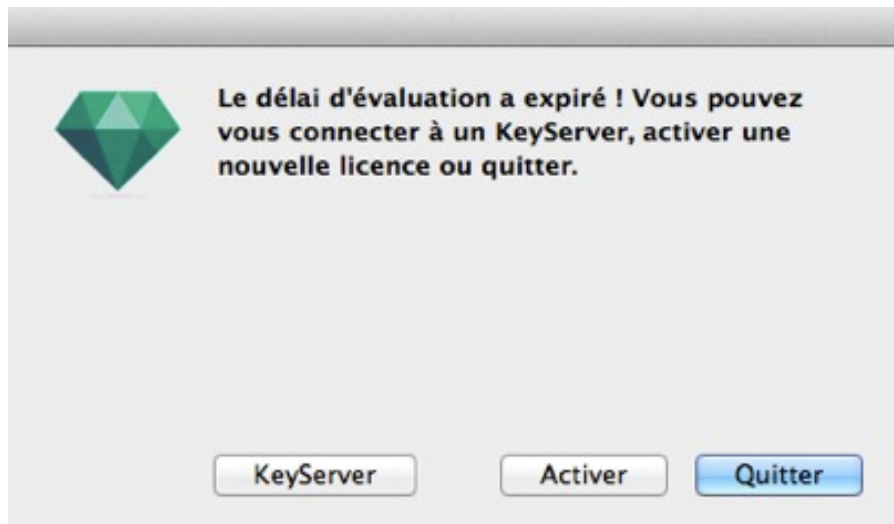 Le délai d'évaluation a expiré ! Vous pouvez
vous connecter à un KeyServer, activer une
nouvelle licence ou quitter.
KeyServer
Activer
Quitter